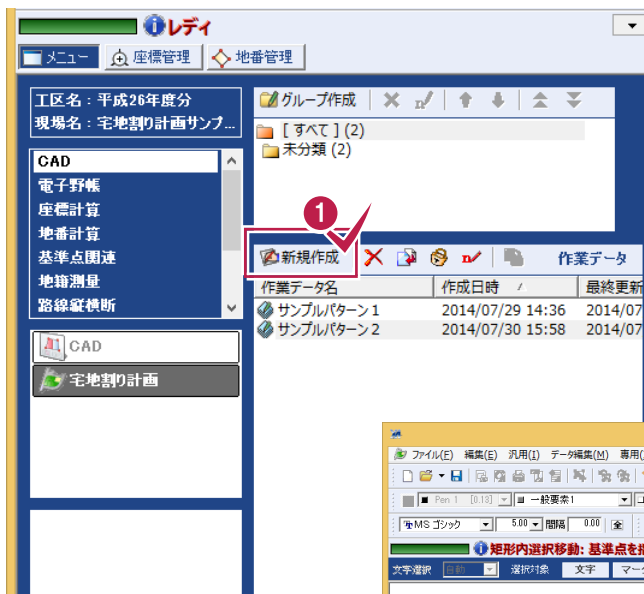 レディ
メニュー 座標管理 地番管理
工区名：平成26年度分
現場名：宅地割り計画サンプ...
CAD
電子野帳
座標計算
地番計算
基準点関連
地籍測量
路線縦横断
CAD
宅地割り計画
グループ作成
[ すべて ] (2)
未分類 (2)
1
新規作成 作業データ
作業データ名 作成日時 最終更新
サンプルパターン1 2014/07/29 14:36 2014/07
サンプルパターン2 2014/07/30 15:58 2014/07
ファイル(F) 編集(E) 汎用(I) データ編集(M) 専用(
Pen 1 [0.18] 一般要素1
MS ゴシック 5.00 間隔 0.00 全
矩形内選択移動: 基準点を指
文字選択 自動 選択対象 文字 マーク